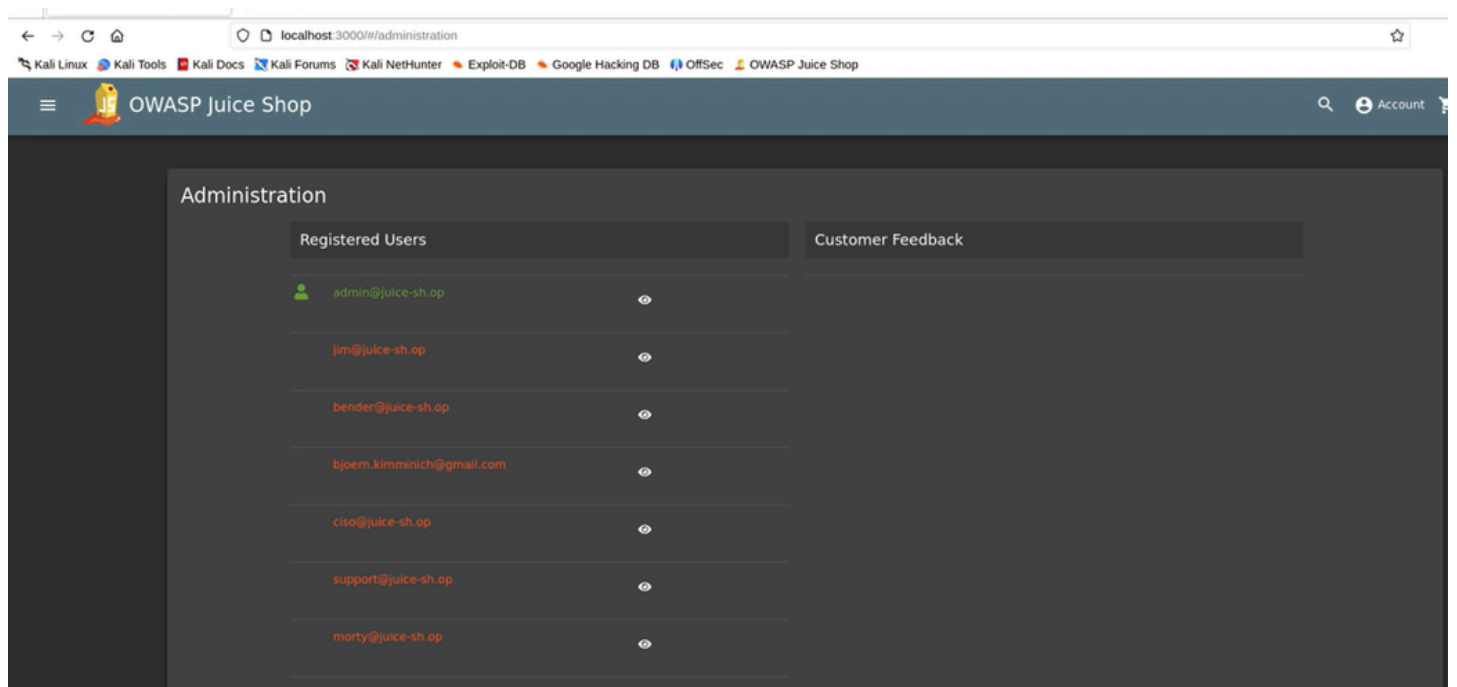 localhost:3000/#/administration
Kali Linux Kali Tools Kali Docs Kali Forums Kali NetHunter Exploit-DB Google Hacking DB OffSec OWASP Juice Shop
OWASP Juice Shop Account
Administration
Registered Users Customer Feedback
admin@juice-sh.op
jim@juice-sh.op
bender@juice-sh.op
bjoern.kimminich@gmail.com
ciso@juice-sh.op
support@juice-sh.op
morty@juice-sh.op